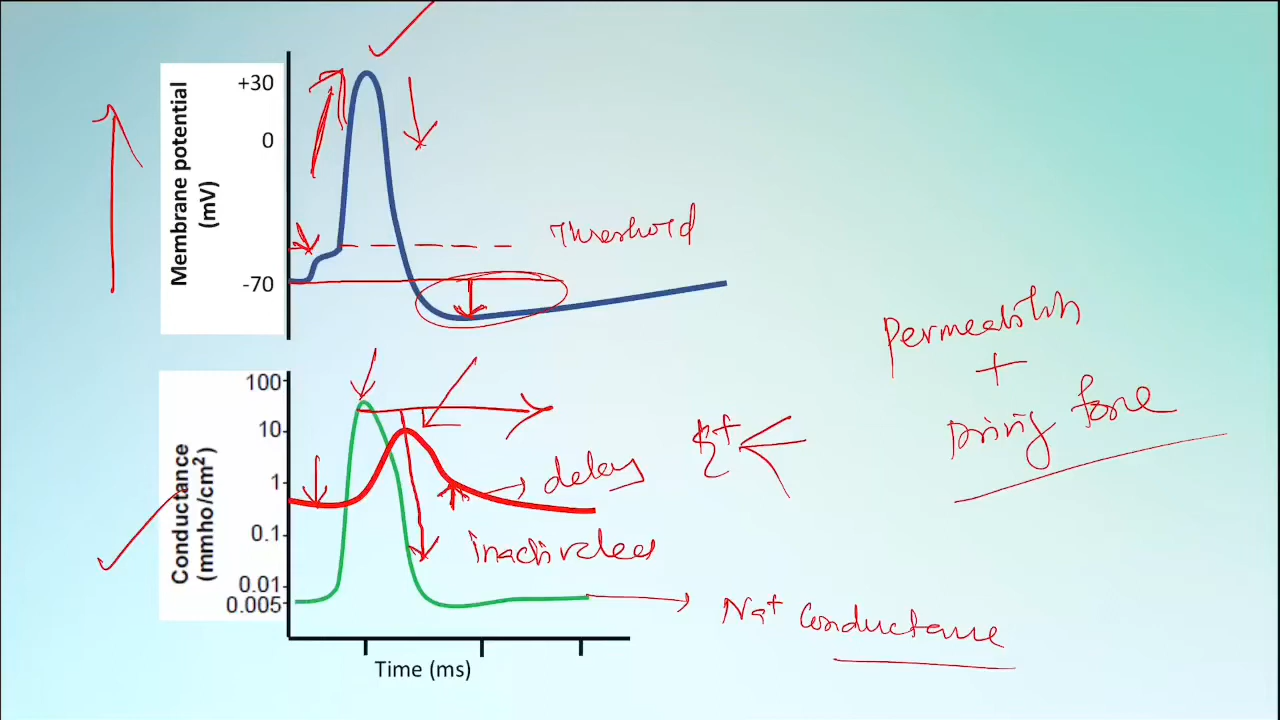 +30
0
-70
Membrane potential
(mV)
Threshold
Permeability
+
Driving force
100
10
1
0.1
0.01
0.005
Conductance
(mmho/cm²)
K+
delay
inactivated
Na+ Conductance
Time (ms)